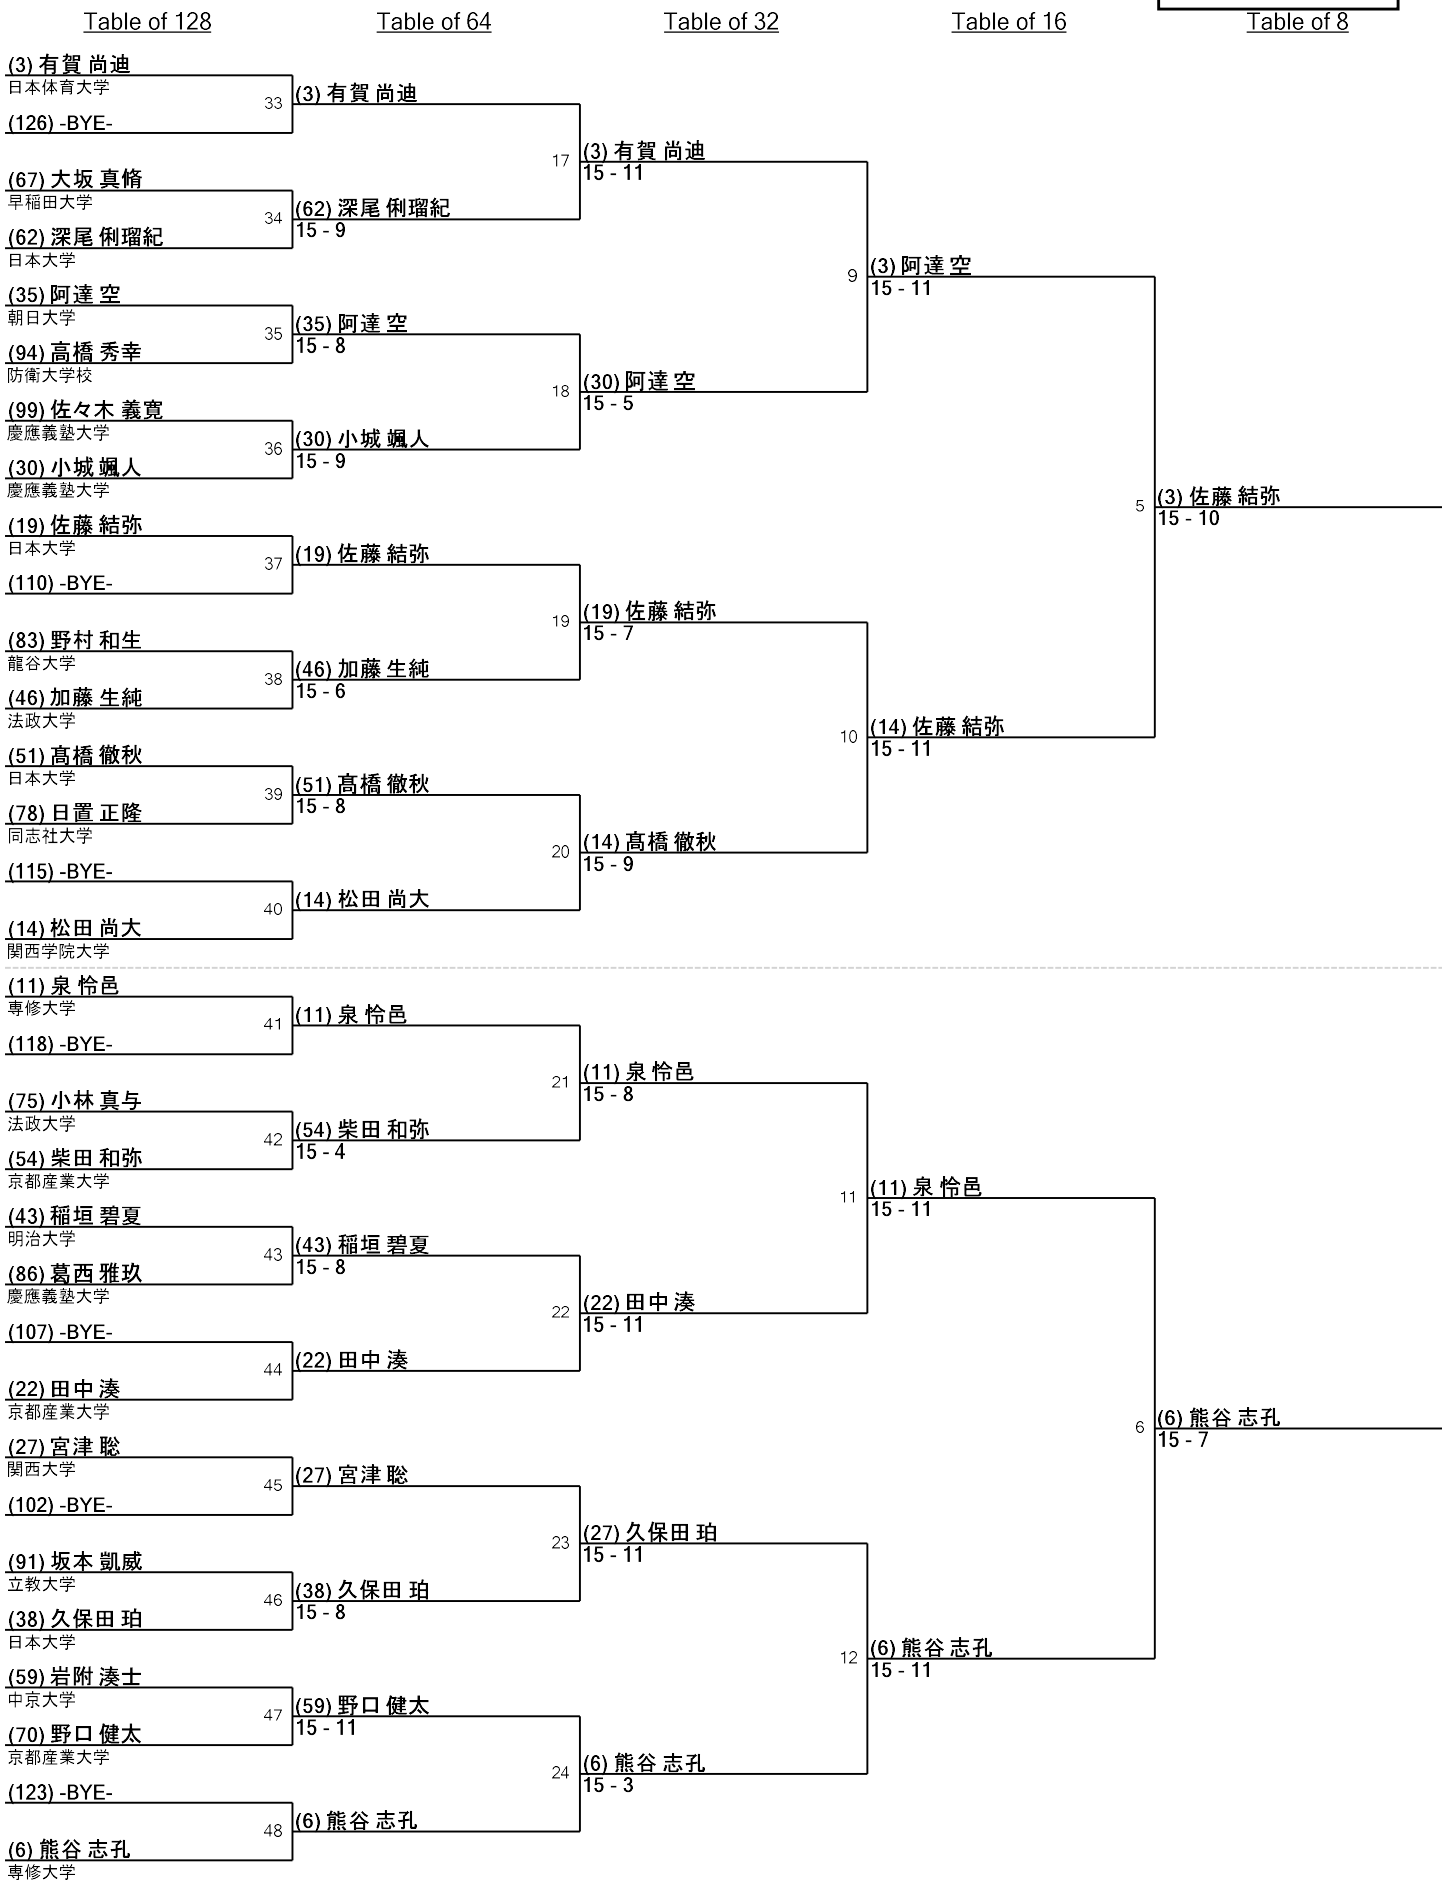 Table of 128
Table of 64
Table of 32
Table of 16
Table of 8
(3) 有賀 尚迪
日本体育大学
(126) -BYE-
(67) 大坂 真脩
早稲田大学
(62) 深尾 俐瑠紀
日本大学
(35) 阿達 空
朝日大学
(94) 高橋 秀幸
防衛大学校
(99) 佐々木 義寛
慶應義塾大学
(30) 小城 颯人
慶應義塾大学
(19) 佐藤 結弥
日本大学
(110) -BYE-
(83) 野村 和生
龍谷大学
(46) 加藤 生純
法政大学
(51) 髙橋 徹秋
日本大学
(78) 日置 正隆
同志社大学
(115) -BYE-
(14) 松田 尚大
関西学院大学
(11) 泉 怜邑
専修大学
(118) -BYE-
(75) 小林 真与
法政大学
(54) 柴田 和弥
京都産業大学
(43) 稲垣 碧夏
明治大学
(86) 葛西 雅玖
慶應義塾大学
(107) -BYE-
(22) 田中 湊
京都産業大学
(27) 宮津 聡
関西大学
(102) -BYE-
(91) 坂本 凱威
立教大学
(38) 久保田 珀
日本大学
(59) 岩附 湊士
中京大学
(70) 野口 健太
京都産業大学
(123) -BYE-
(6) 熊谷 志孔
専修大学
33
(3) 有賀 尚迪
34
(62) 深尾 俐瑠紀
15 - 9
35
(35) 阿達 空
15 - 8
36
(30) 小城 颯人
15 - 9
37
(19) 佐藤 結弥
38
(46) 加藤 生純
15 - 6
39
(51) 髙橋 徹秋
15 - 8
40
(14) 松田 尚大
41
(11) 泉 怜邑
42
(54) 柴田 和弥
15 - 4
43
(43) 稲垣 碧夏
15 - 8
44
(22) 田中 湊
45
(27) 宮津 聡
46
(38) 久保田 珀
15 - 8
47
(59) 野口 健太
15 - 11
48
(6) 熊谷 志孔
17
(3) 有賀 尚迪
15 - 11
18
(30) 阿達 空
15 - 5
19
(19) 佐藤 結弥
15 - 7
20
(14) 髙橋 徹秋
15 - 9
21
(11) 泉 怜邑
15 - 8
22
(22) 田中 湊
15 - 11
23
(27) 久保田 珀
15 - 11
24
(6) 熊谷 志孔
15 - 3
9
(3) 阿達 空
15 - 11
10
(14) 佐藤 結弥
15 - 11
11
(11) 泉 怜邑
15 - 11
12
(6) 熊谷 志孔
15 - 11
5
(3) 佐藤 結弥
15 - 10
6
(6) 熊谷 志孔
15 - 7